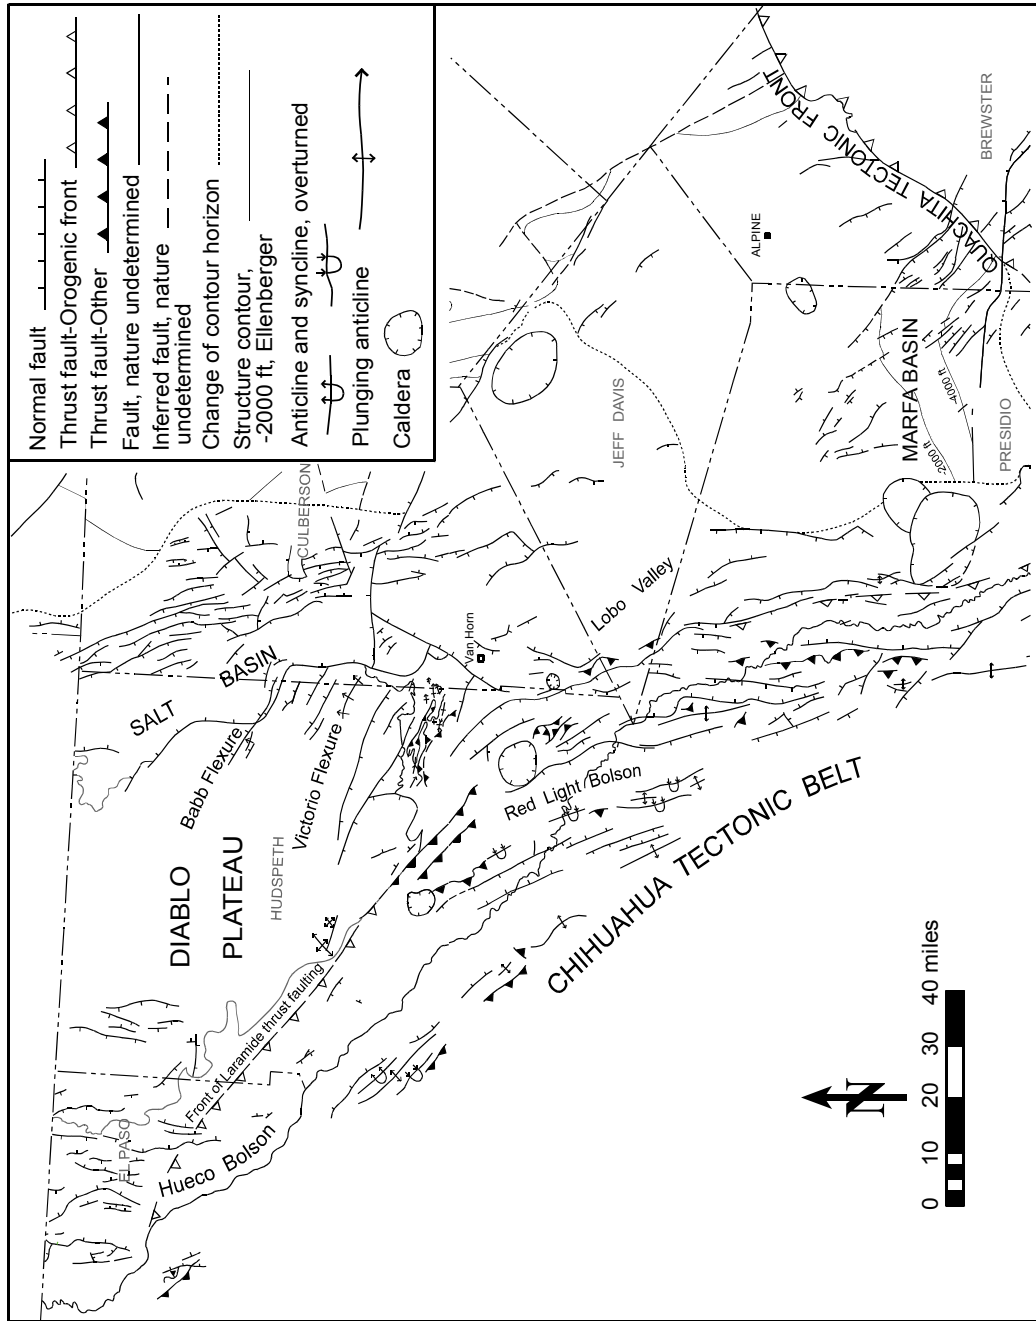 Normal fault
Thrust fault-Orogenic front
Thrust fault-Other
Fault, nature undetermined
Inferred fault, nature
undetermined
Change of contour horizon
Structure contour,
-2000 ft, Ellenberger
Anticline and syncline, overturned
Plunging anticline
Caldera
EL PASO
Hueco Bolson
Front of Laramide thrust faulting
DIABLO
PLATEAU
HUDSPETH
SALT
BASIN
Babb Flexure
Victorio Flexure
CULBERSON
Van Horn
Red Light Bolson
Lobo Valley
CHIHUAHUA TECTONIC BELT
JEFF DAVIS
ALPINE
OUACHITA TECTONIC FRONT
BREWSTER
MARFA BASIN
-2000 ft
-4000 ft
PRESIDIO
N
0 10 20 30 40 miles